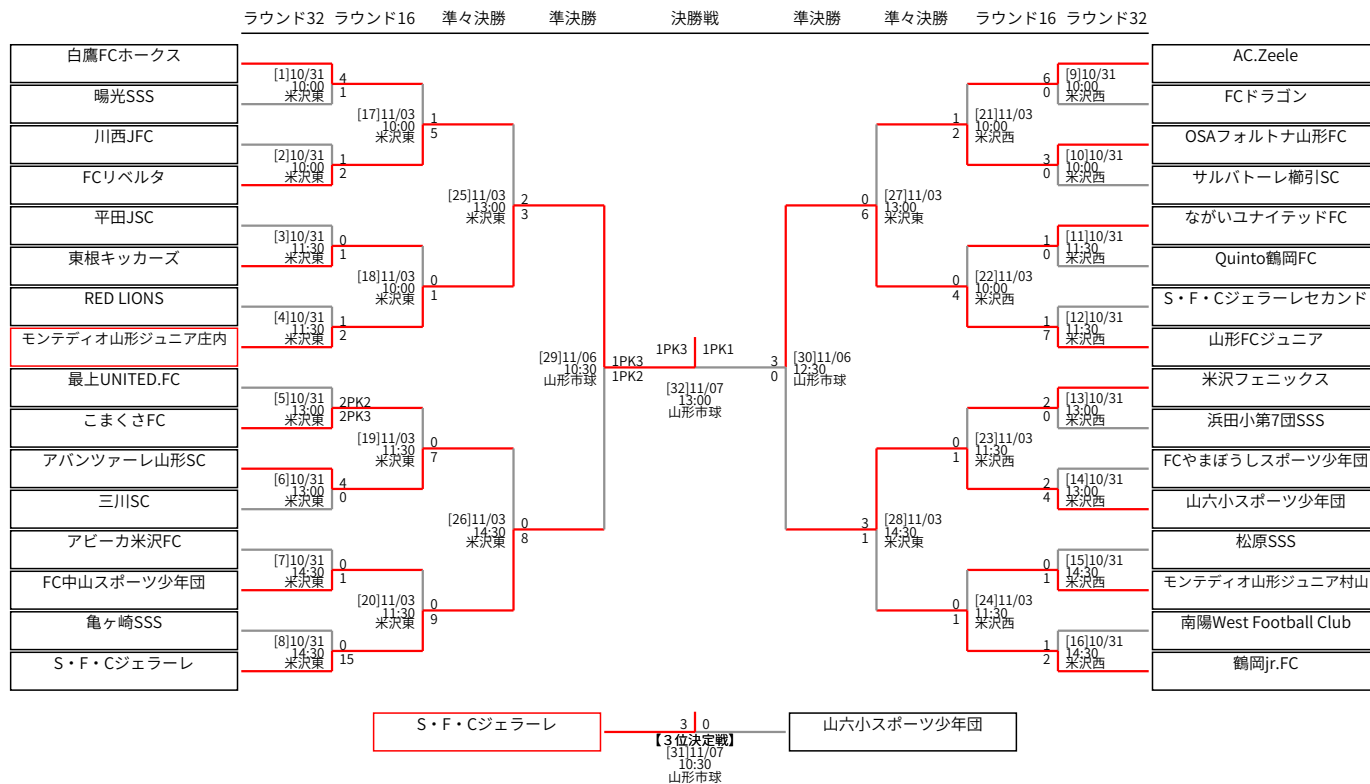 ラウンド32 ラウンド16 準々決勝 準決勝 決勝戦 準決勝 準々決勝 ラウンド16 ラウンド32
白鷹FCホークス
暘光SSS
川西JFC
FCリベルタ
平田JSC
東根キッカーズ
RED LIONS
モンテディオ山形ジュニア庄内
最上UNITED.FC
こまくさFC
アバンツァーレ山形SC
三川SC
アビーカ米沢FC
FC中山スポーツ少年団
亀ヶ崎SSS
S・F・Cジェラーレ
[1]10/31
10:00
米沢東
4
1
[2]10/31
10:00
米沢東
1
2
[3]10/31
11:30
米沢東
0
1
[4]10/31
11:30
米沢東
1
2
[5]10/31
13:00
米沢東
2PK2
2PK3
[6]10/31
13:00
米沢東
4
0
[7]10/31
14:30
米沢東
0
1
[8]10/31
14:30
米沢東
0
15
[17]11/03
10:00
米沢東
1
5
[18]11/03
10:00
米沢東
0
1
[19]11/03
11:30
米沢東
0
7
[20]11/03
11:30
米沢東
0
9
[25]11/03
13:00
米沢東
2
3
[26]11/03
14:30
米沢東
0
8
[29]11/06
10:30
山形市球
1PK3
1PK2
1PK3 1PK1
[32]11/07
13:00
山形市球
3
0
[30]11/06
12:30
山形市球
0
6
[27]11/03
13:00
米沢西
3
1
[28]11/03
14:30
米沢東
1
2
[21]11/03
10:00
米沢西
0
4
[22]11/03
10:00
米沢西
0
1
[23]11/03
11:30
米沢西
0
1
[24]11/03
11:30
米沢西
6
0
[9]10/31
10:00
米沢西
3
0
[10]10/31
10:00
米沢西
1
0
[11]10/31
11:30
米沢西
1
7
[12]10/31
11:30
米沢西
2
0
[13]10/31
13:00
米沢西
2
4
[14]10/31
13:00
米沢西
0
1
[15]10/31
14:30
米沢西
1
2
[16]10/31
14:30
米沢西
AC.Zeele
FCドラゴン
OSAフォルトナ山形FC
サルバトーレ櫛引SC
ながいユナイテッドFC
Quinto鶴岡FC
S・F・Cジェラーレセカンド
山形FCジュニア
米沢フェニックス
浜田小第7団SSS
FCやまぼうしスポーツ少年団
山六小スポーツ少年団
松原SSS
モンテディオ山形ジュニア村山
南陽West Football Club
鶴岡jr.FC
S・F・Cジェラーレ 3 0 山六小スポーツ少年団
【３位決定戦】
[31]11/07
10:30
山形市球